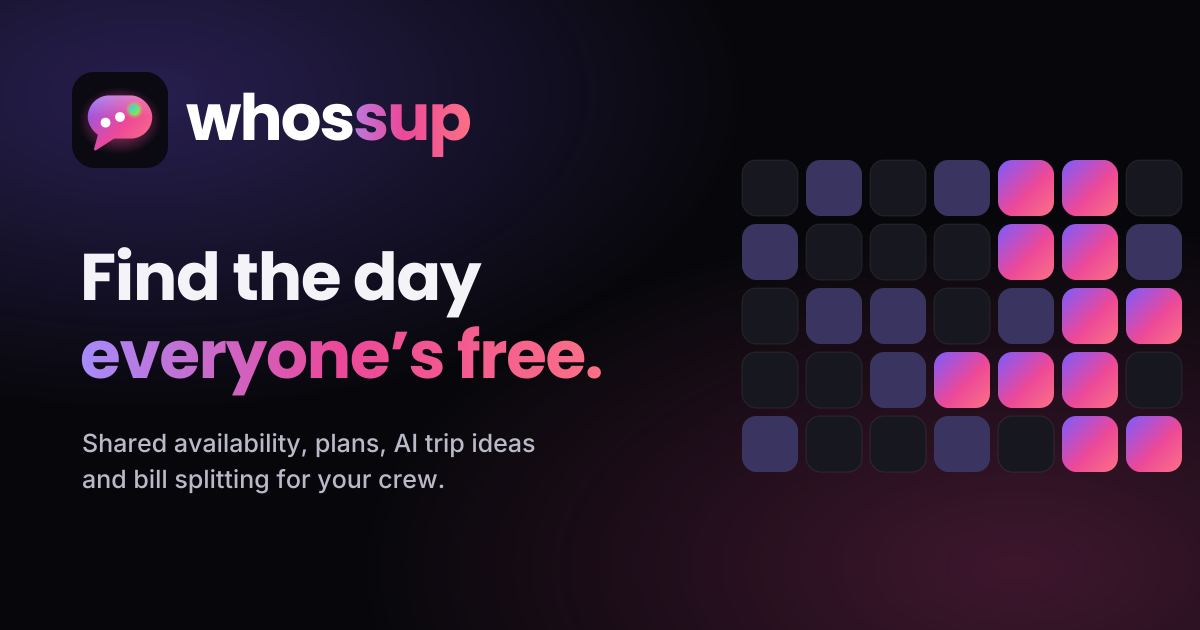 whossup
Find the day
everyone’s free.
Shared availability, plans, AI trip ideas
and bill splitting for your crew.